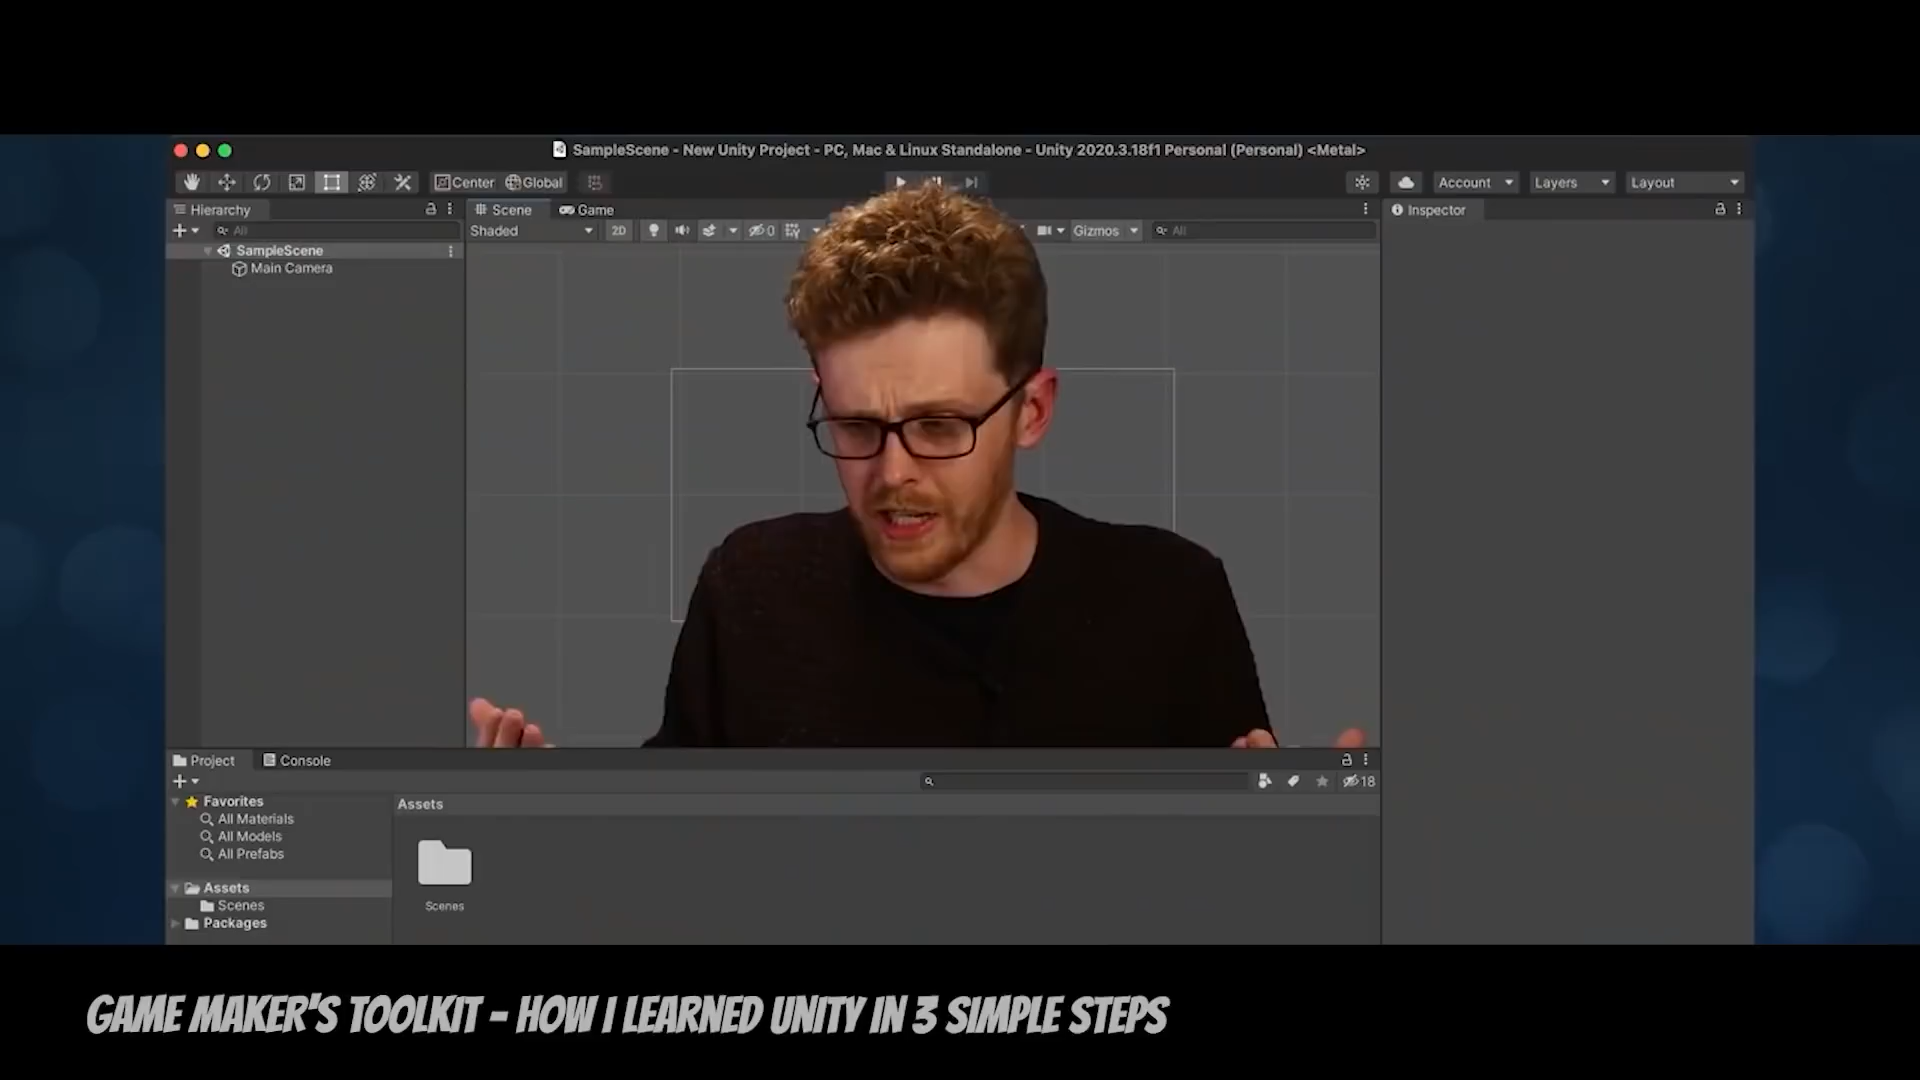 SampleScene - New Unity Project - PC, Mac & Linux Standalone - Unity 2020.3.18f1 Personal (Personal) <Metal>
Center Global Account Layers Layout
Hierarchy Scene Game Inspector
All Shaded 2D 0 Gizmos All
SampleScene
Main Camera
Project Console
18
Favorites Assets
All Materials
All Models
All Prefabs
Assets
Scenes Scenes
Packages
GAME MAKER'S TOOLKIT - HOW I LEARNED UNITY IN 3 SIMPLE STEPS